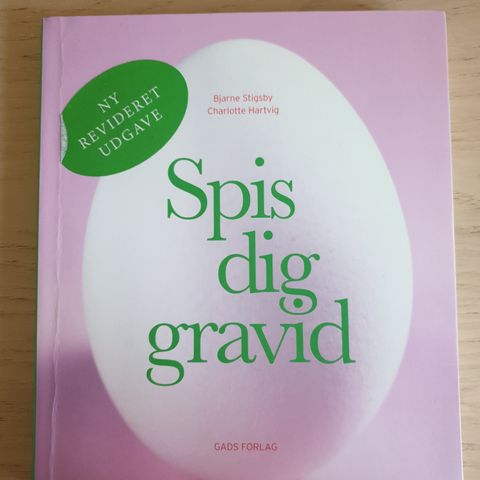 NY
REVIDERET
UDGAVE
Bjarne Stigsby
Charlotte Hartvig
Spis
dig
gravid
GADS FORLAG